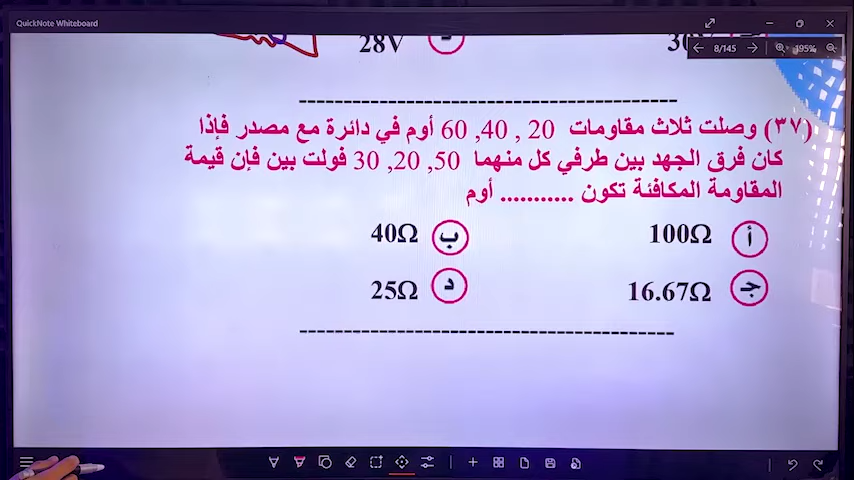 QuickNote Whiteboard
28V
8/145
195%
(٣٧) وصلت ثلاث مقاومات 20 , 40, 60 أوم في دائرة مع مصدر فإذا
كان فرق الجهد بين طرفي كل منهما 50, 20, 30 فولت بين فإن قيمة
المقاومة المكافئة تكون ........... أوم
أ 100Ω
ب 40Ω
جـ 16.67Ω
د 25Ω